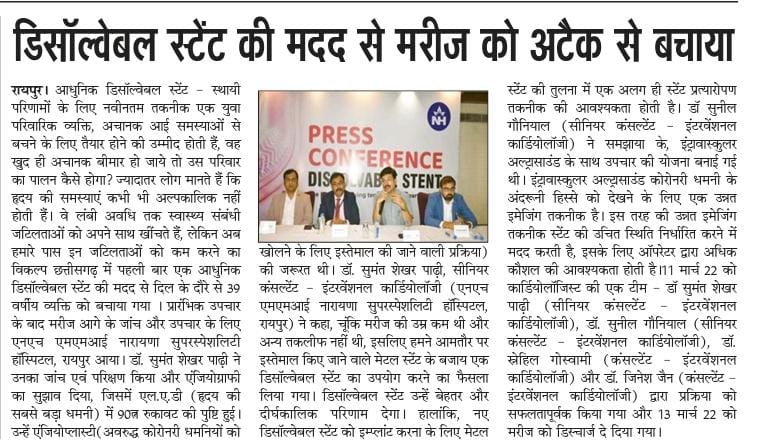 डिसॉल्वेबल स्टेंट की मदद से मरीज को अटैक से बचाया
रायपुर। आधुनिक डिसॉल्वेबल स्टेंट - स्थायी
परिणामों के लिए नवीनतम तकनीक एक युवा
परिवारिक व्यक्ति, अचानक आई समस्याओं से
बचने के लिए तैयार होने की उम्मीद होती हैं, वह
खुद ही अचानक बीमार हो जाये तो उस परिवार
का पालन कैसे होगा? ज्यादातर लोग मानते हैं कि
हृदय की समस्याएं कभी भी अल्पकालिक नहीं
होती हैं। वे लंबी अवधि तक स्वास्थ्य संबंधी
जटिलताओं को अपने साथ खींचते हैं, लेकिन अब
हमारे पास इन जटिलताओं को कम करने का
विकल्प छत्तीसगढ़ में पहली बार एक आधुनिक
डिसॉल्वेबल स्टेंट की मदद से दिल के दौरे से 39
वर्षीय व्यक्ति को बचाया गया । प्रारंभिक उपचार
के बाद मरीज आगे के जांच और उपचार के लिए
एनएच एमएमआई नारायणा सुपरस्पेशलिटी
हॉस्पिटल, रायपुर आया। डॉ. सुमंत शेखर पाढ़ी ने
उनका जांच एवं परिक्षण किया और एंजियोग्राफी
का सुझाव दिया, जिसमें एल.ए.डी (हृदय की
सबसे बड़ा धमनी) में 90त्न रुकावट की पुष्टि हुई।
उन्हें एंजियोप्लास्टी(अवरुद्ध कोरोनरी धमनियों को
NH
PRESS
CONFERENCE
DISSOLVABLE STENT
खोलने के लिए इस्तेमाल की जाने वाली प्रक्रिया)
की जरूरत थी। डॉ. सुमंत शेखर पाढ़ी, सीनियर
कंसल्टेंट - इंटरवेंशनल कार्डियोलॉजी (एनएच
एमएमआई नारायणा सुपरस्पेशलिटी हॉस्पिटल,
रायपुर) ने कहा, चूंकि मरीज की उम्र कम थी और
अन्य तकलीफ नहीं थी, इसलिए हमने आमतौर पर
इस्तेमाल किए जाने वाले मेटल स्टेंट के बजाय एक
डिसॉल्वेबल स्टेंट का उपयोग करने का फैसला
लिया गया। डिसॉल्वेबल स्टेंट उन्हें बेहतर और
दीर्घकालिक परिणाम देगा। हालांकि, नए
डिसॉल्वेबल स्टेंट को इम्प्लांट करना के लिए मेटल
स्टेंट की तुलना में एक अलग ही स्टेंट प्रत्यारोपण
तकनीक की आवश्यकता होती है। डॉ सुनील
गौनियाल (सीनियर कंसल्टेंट - इंटरवेंशनल
कार्डियोलॉजी) ने समझाया के, इंट्रावास्कुलर
अल्ट्रासाउंड के साथ उपचार की योजना बनाई गई
थी। इंट्रावास्कुलर अल्ट्रासाउंड कोरोनरी धमनी के
अंदरूनी हिस्से को देखने के लिए एक उन्नत
इमेजिंग तकनीक है। इस तरह की उन्नत इमेजिंग
तकनीक स्टेंट की उचित स्थिति निर्धारित करने में
मदद करती है, इसके लिए ऑपरेटर द्वारा अधिक
कौशल की आवश्यकता होती है।11 मार्च 22 को
कार्डियोलॉजिस्ट की एक टीम - डॉ सुमंत शेखर
पाढ़ी (सीनियर कंसल्टेंट - इंटरवेंशनल
कार्डियोलॉजी), डॉ. सुनील गौनियाल (सीनियर
कंसल्टेंट - इंटरवेंशनल कार्डियोलॉजी), डॉ.
स्नेहिल गोस्वामी (कंसल्टेंट - इंटरवेंशनल
कार्डियोलॉजी) और डॉ. जिनेश जैन (कंसल्टेंट -
इंटरवेंशनल कार्डियोलॉजी) द्वारा प्रक्रिया को
सफलतापूर्वक किया गया और 13 मार्च 22 को
मरीज को डिस्चार्ज दे दिया गया।